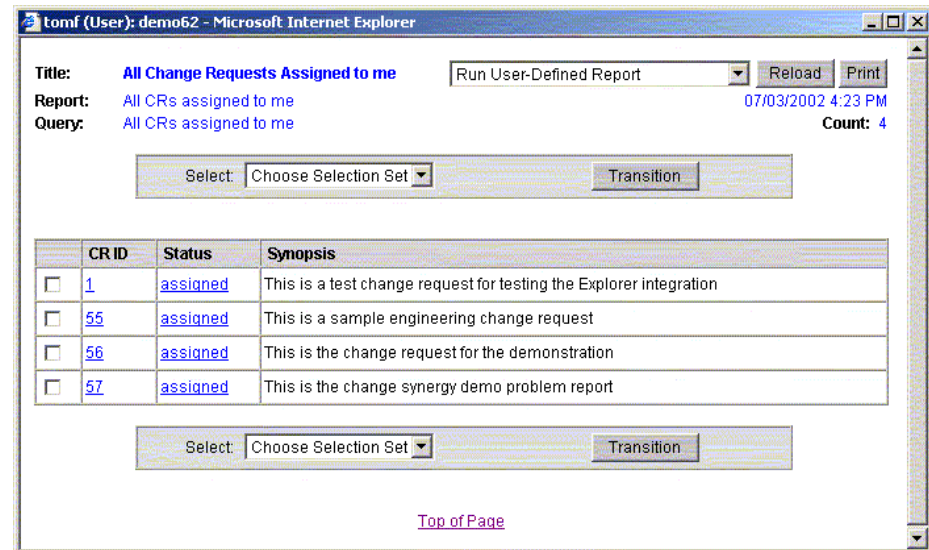 tomf (User): demo62 - Microsoft Internet Explorer
Title: All Change Requests Assigned to me Run User-Defined Report Reload Print
Report: All CRs assigned to me 07/03/2002 4:23 PM
Query: All CRs assigned to me Count: 4
Select: Choose Selection Set Transition
CR ID Status Synopsis
1 assigned This is a test change request for testing the Explorer integration
55 assigned This is a sample engineering change request
56 assigned This is the change request for the demonstration
57 assigned This is the change synergy demo problem report
Select: Choose Selection Set Transition
Top of Page